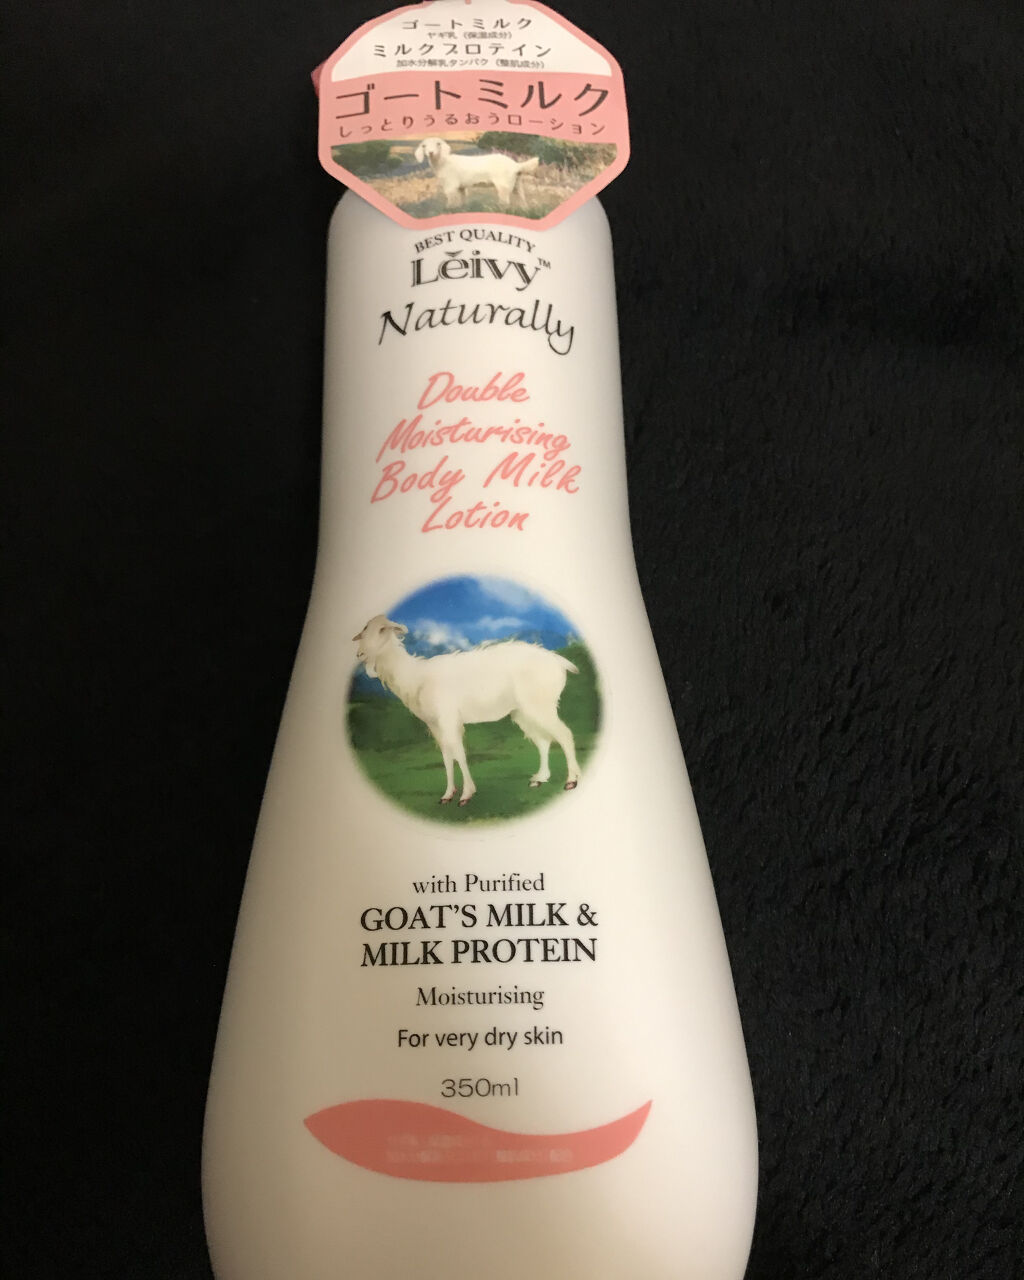 ゴートミルク
ヤギ乳（保湿成分）
ミルクプロテイン
加水分解乳タンパク（整肌成分）
ゴートミルク
しっとりうるおうローション
BEST QUALITY
Lěivy™
Naturally
Double
Moisturising
Body Milk
Lotion
with Purified
GOAT'S MILK &
MILK PROTEIN
Moisturising
For very dry skin
350ml